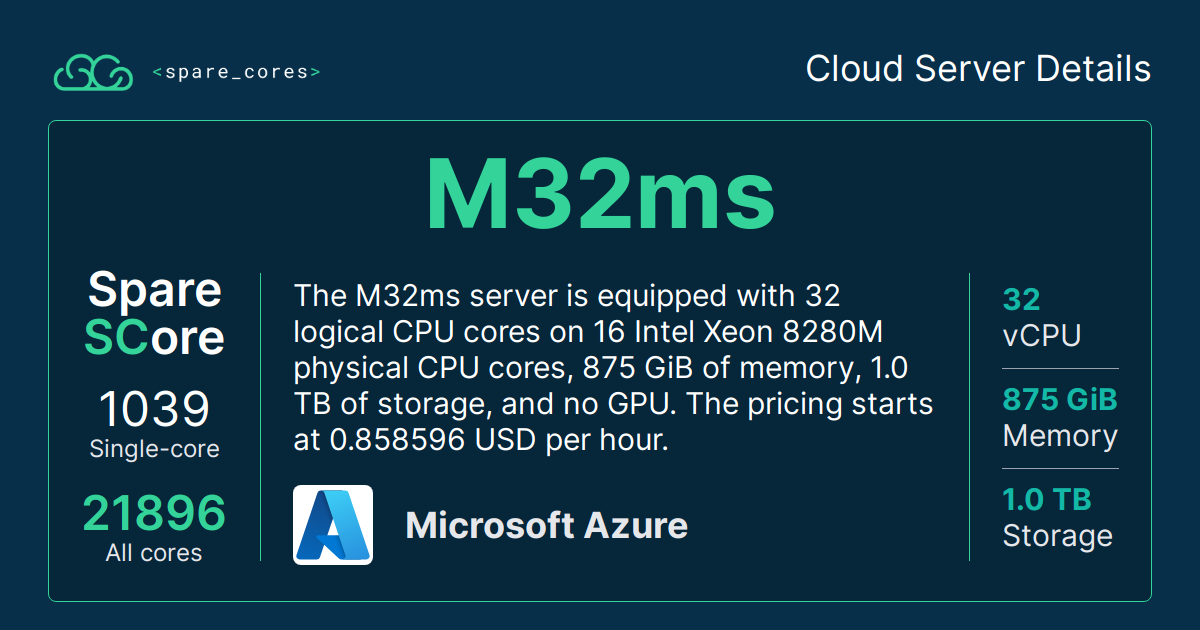 <spare_cores>
Cloud Server Details
M32ms
Spare
SCore
1039
Single-core
21896
All cores
The M32ms server is equipped with 32
logical CPU cores on 16 Intel Xeon 8280M
physical CPU cores, 875 GiB of memory, 1.0
TB of storage, and no GPU. The pricing starts
at 0.858596 USD per hour.
Microsoft Azure
32
vCPU
875 GiB
Memory
1.0 TB
Storage